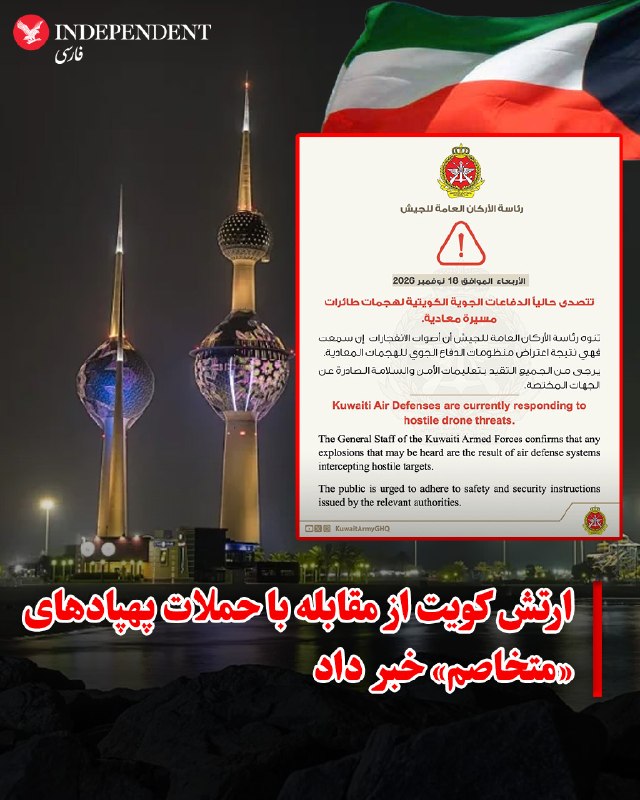 INDEPENDENT
فارسی
رئاسة الأركان العامة للجيش
الأربعاء الموافق 18 نوفمبر 2026
تتصدى حالياً الدفاعات الجوية الكويتية لهجمات طائرات
مسيرة معادية.
تنوه رئاسة الأركان العامة للجيش أن أصوات الانفجارات إن سمعت
فهي نتيجة اعتراض منظومات الدفاع الجوي للهجمات المعادية.
يرجى من الجميع التقيد بتعليمات الأمن والسلامة الصادرة عن
الجهات المختصة.
Kuwait Air Defenses are currently responding to
hostile drone threats.
The General Staff of the Kuwaiti Armed Forces confirms that any
explosions that may be heard are the result of air defense systems
intercepting hostile targets.
The public is urged to adhere to safety and security instructions
issued by the relevant authorities.
KuwaitArmyGHQ
ارتش کویت از مقابله با حملات پهپادهای
«متخاصم» خبر داد